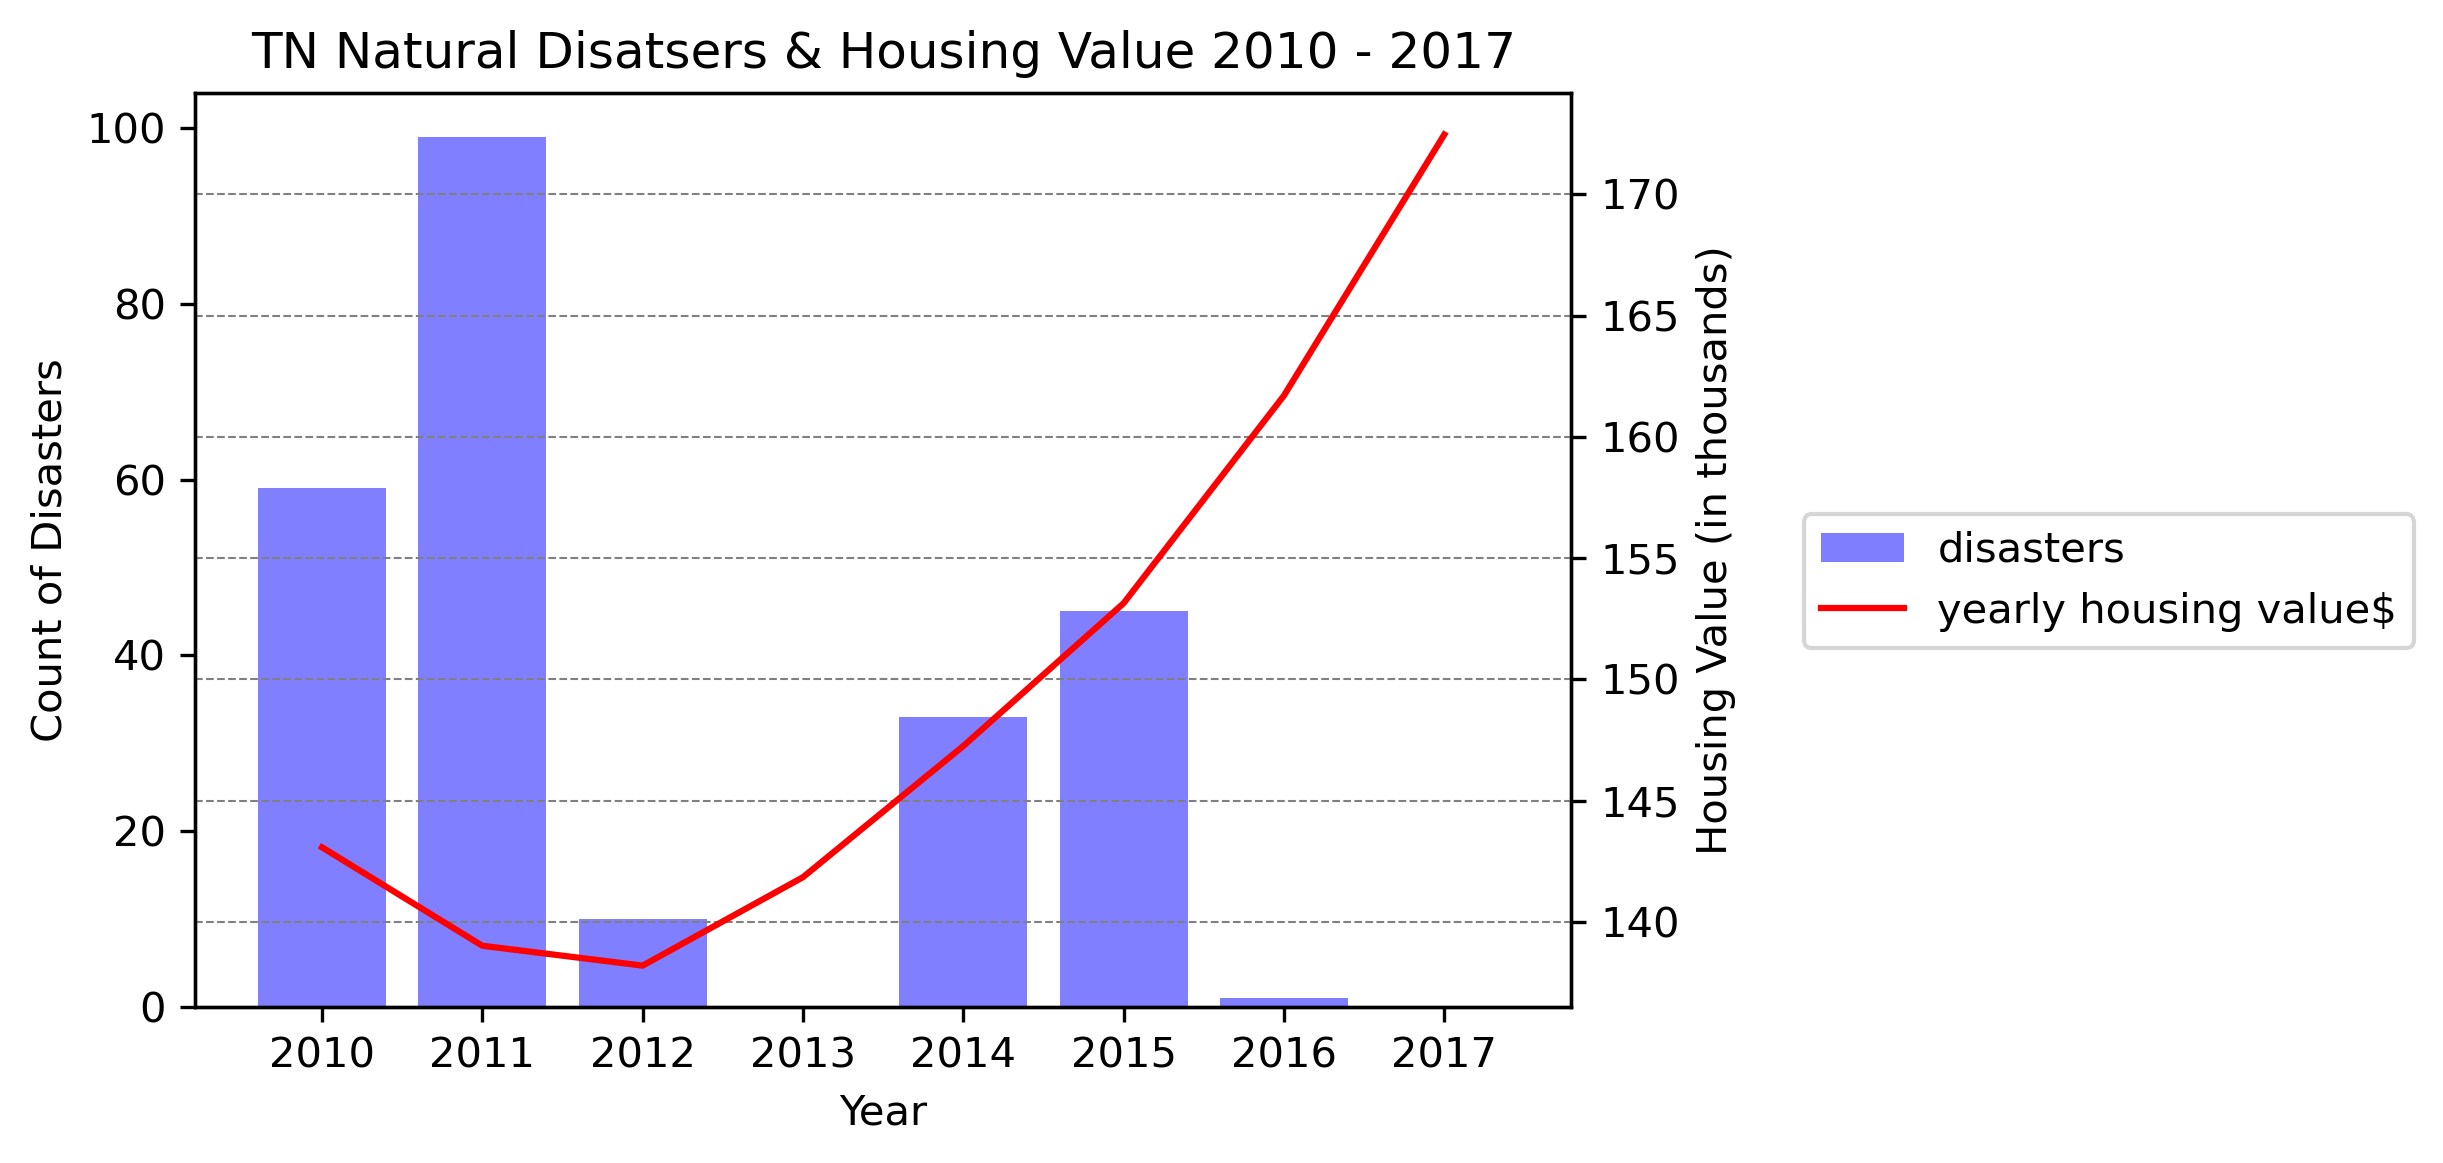 TN Natural Disatsers & Housing Value 2010 - 2017
100
80
60
40
20
0
Count of Disasters
170
165
160
155
150
145
140
Housing Value (in thousands)
2010 2011 2012 2013 2014 2015 2016 2017
Year
disasters
yearly housing value$